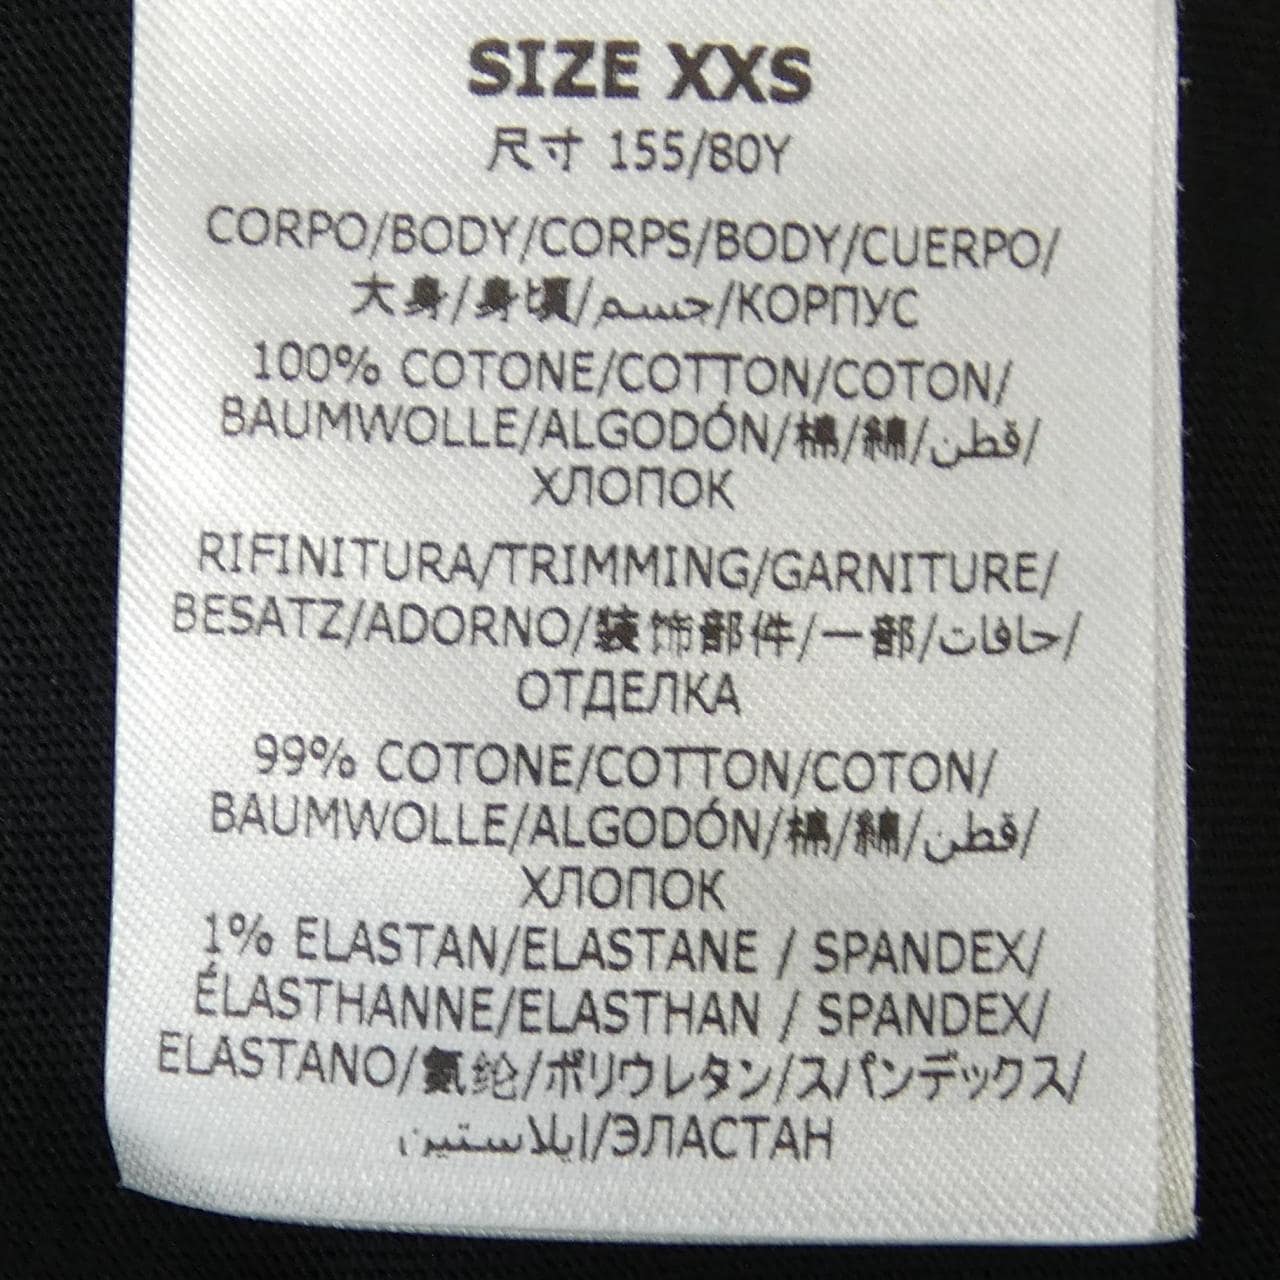 SIZE XXS
尺寸 155/80Y
CORPO/BODY/CORPS/BODY/CUERPO/
大身/身頃/جسم/КОРПУС
100% COTONE/COTTON/COTON/
BAUMWOLLE/ALGODÓN/棉/綿/قطن/
ХЛОПОК
RIFINITURA/TRIMMING/GARNITURE/
BESATZ/ADORNO/装饰部件/一部/حافات/
ОТДЕЛКА
99% COTONE/COTTON/COTON/
BAUMWOLLE/ALGODÓN/棉/綿/قطن/
ХЛОПОК
1% ELASTAN/ELASTANE / SPANDEX/
ÉLASTHANNE/ELASTHAN / SPANDEX/
ELASTANO/氨纶/ポリウレタン/スパンデックス/
ايلاستين/ЭЛАСТАН